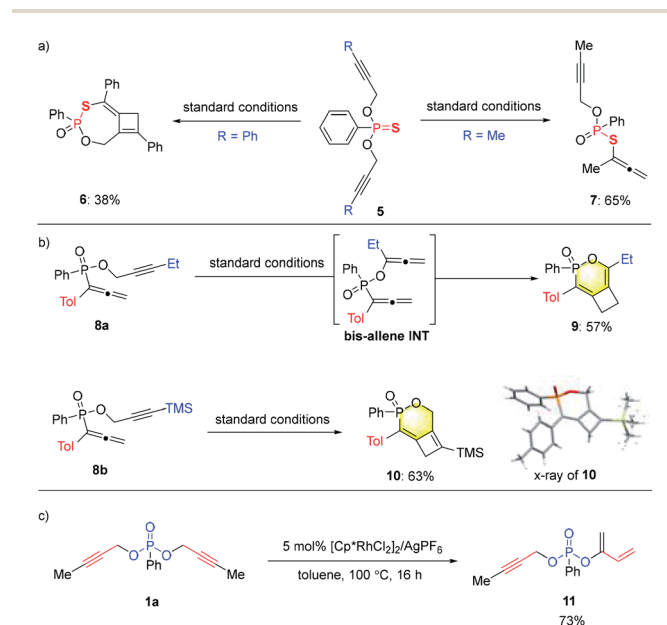 a)
R
Ph
S
Ph
P
O
O
Ph
6: 38%
standard conditions
R = Ph
O
P=S
O
R
5
standard conditions
R = Me
Me
O
Ph
P
O
S
Me
7: 65%
b)
O
Ph P O
Et
Tol
8a
standard conditions
Et
Ph O
P
O
Tol
bis-allene INT
O
Ph P O Et
Tol
9: 57%
O
Ph P O
TMS
Tol
8b
standard conditions
O
Ph P O
Tol
TMS
10: 63%
x-ray of 10
c)
O
O P O
Ph
Me Me
1a
5 mol% [Cp*RhCl2]2/AgPF6
toluene, 100 °C, 16 h
O
O P O
Ph
Me
11
73%